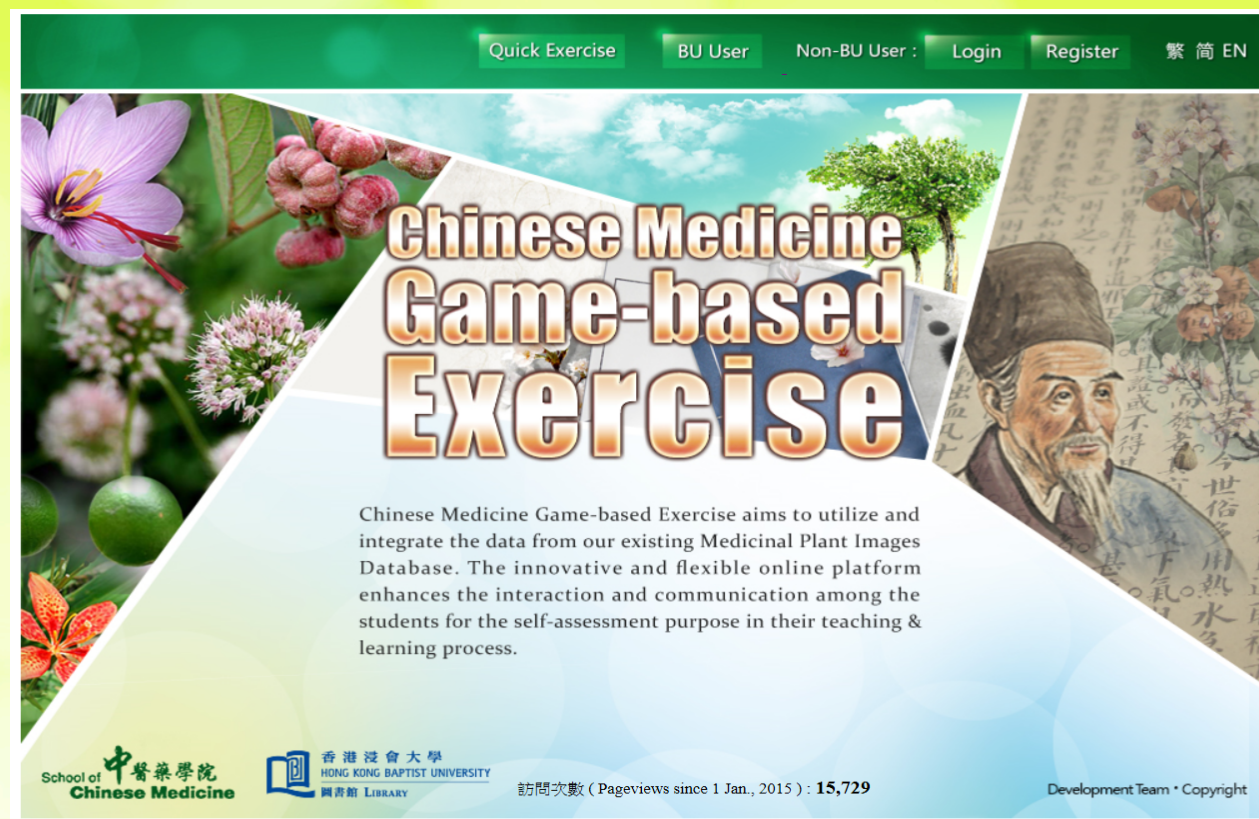 Quick Exercise BU User Non-BU User : Login Register 繁 简 EN
Chinese Medicine
Game-based
Exercise
Chinese Medicine Game-based Exercise aims to utilize and
integrate the data from our existing Medicinal Plant Images
Database. The innovative and flexible online platform
enhances the interaction and communication among the
students for the self-assessment purpose in their teaching &
learning process.
School of 中醫藥學院
Chinese Medicine
香港浸會大學
HONG KONG BAPTIST UNIVERSITY
圖書館 LIBRARY
訪問次數 ( Pageviews since 1 Jan., 2015 ) : 15,729
Development Team · Copyright